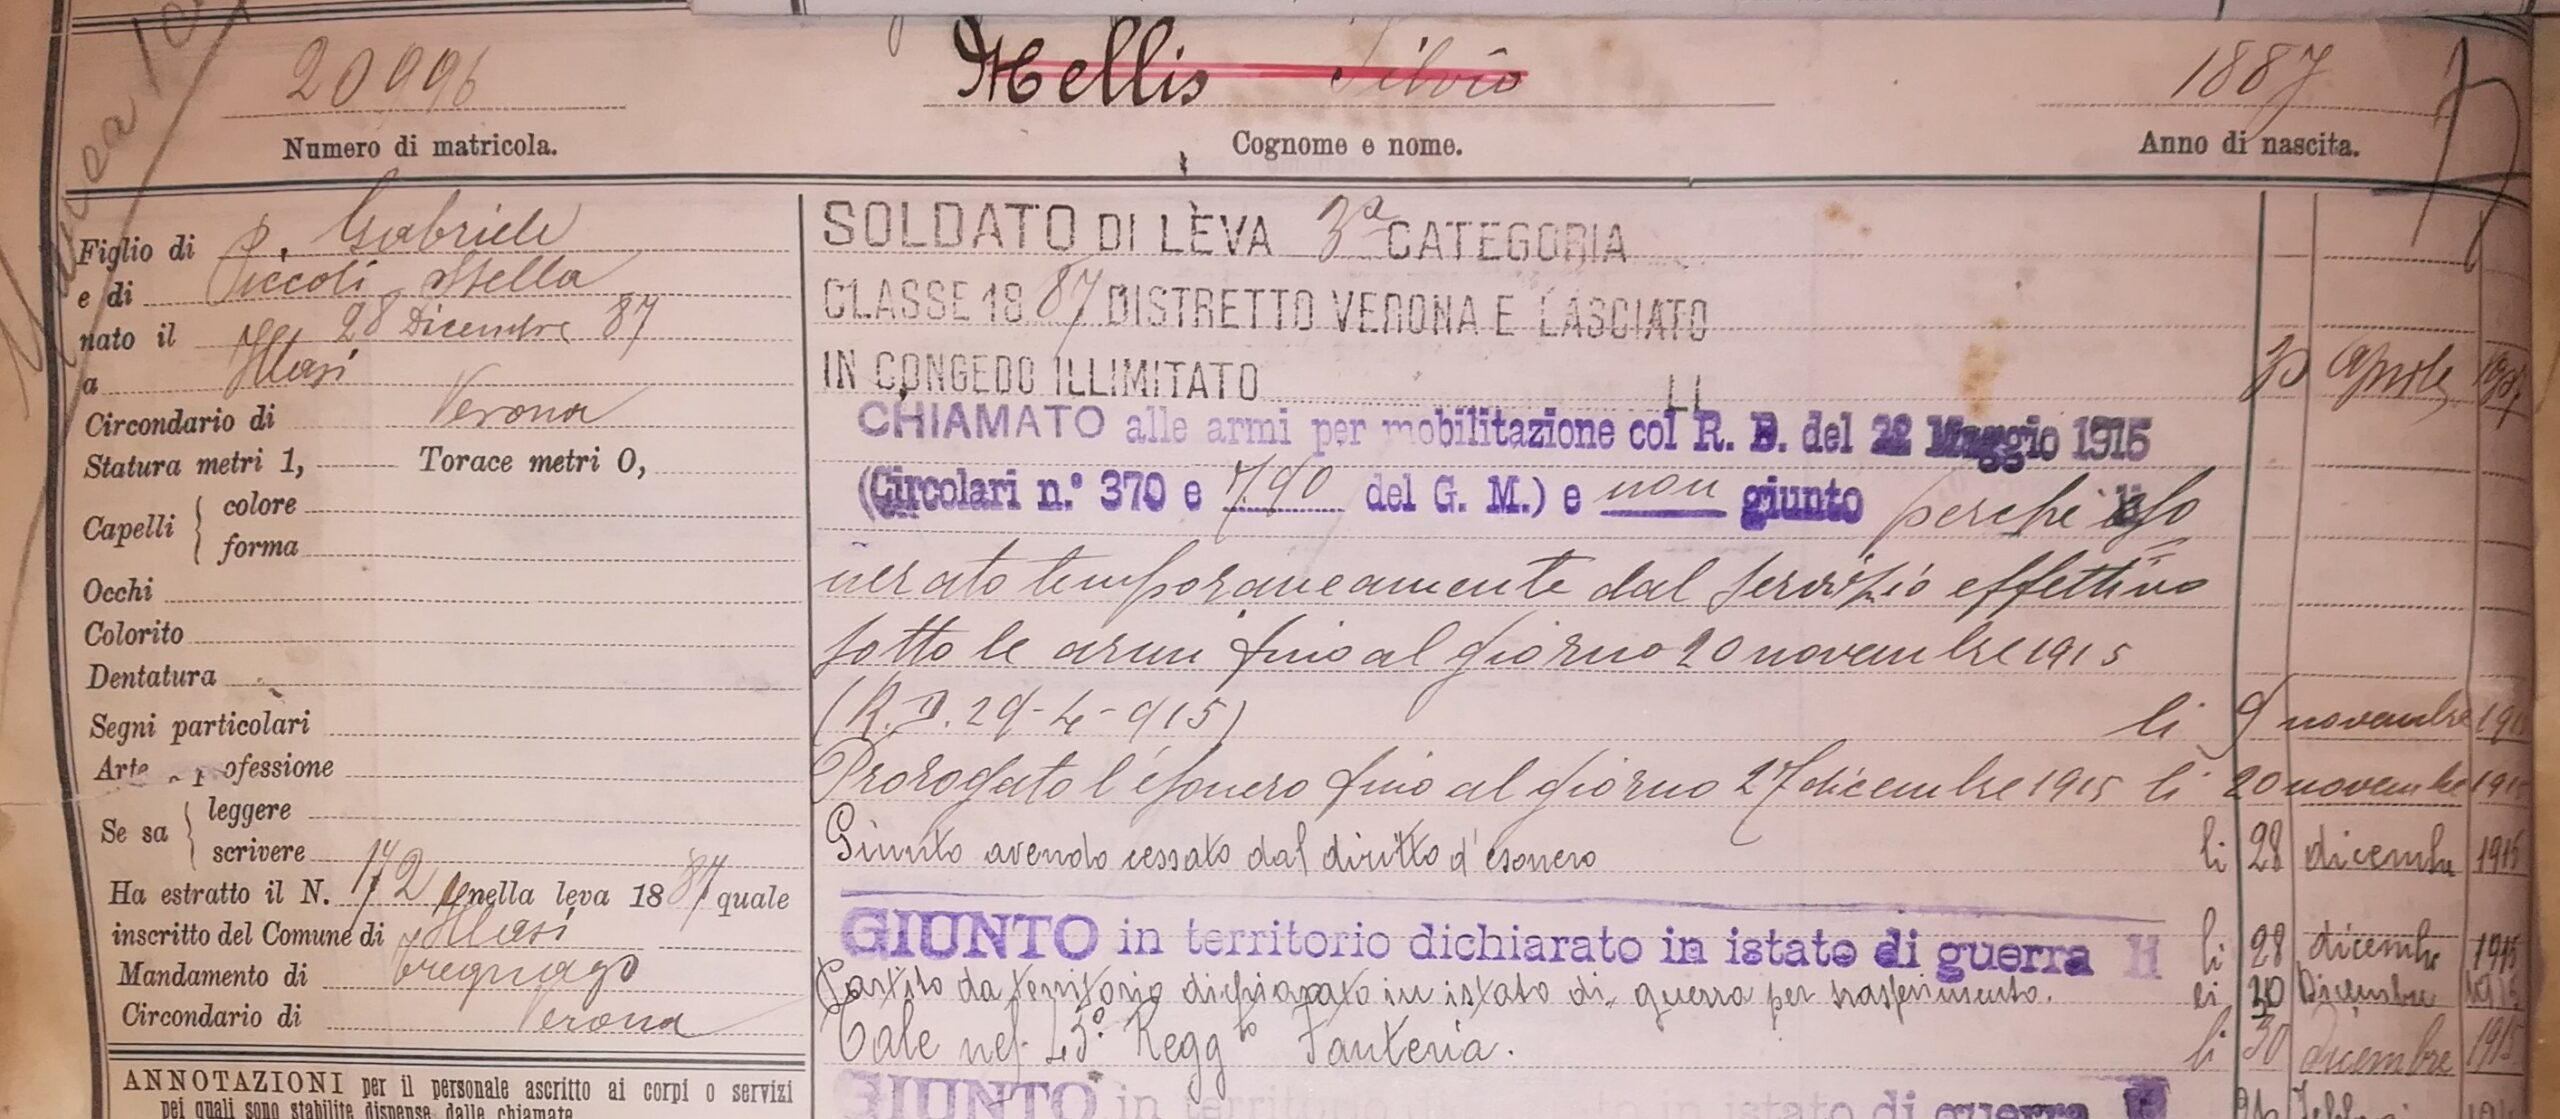 20996
Mellis Silvio
1887
Numero di matricola.
Cognome e nome.
Anno di nascita.
Figlio di Gabriele
e di Piccoli Stella
nato il 28 Dicembre 87
a Illasi
Circondario di Verona
Statura metri 1, Torace metri 0,
Capelli { colore
forma
Occhi
Colorito
Dentatura
Segni particolari
Arte o professione
Se sa { leggere
scrivere
Ha estratto il N. 172 nella leva 1887 quale
inscritto del Comune di Illasi
Mandamento di Tregnago
Circondario di Verona
ANNOTAZIONI per il personale ascritto ai corpi o servizi
pei quali sono stabilite dispense dalle chiamate
SOLDATO DI LEVA 3ª CATEGORIA
CLASSE 1887 DISTRETTO VERONA E LASCIATO
IN CONGEDO ILLIMITATO LI 30 aprile 1907
CHIAMATO alle armi per mobilitazione col R. D. del 22 Maggio 1915
(Circolari n.º 370 e 790 del G. M.) e non giunto perchè eso
nerato temporaneamente dal servizio effettivo
sotto le armi fino al giorno 20 novembre 1915
(R.D. 29-4-915) li 9 novembre 1915
Prorogato l'esonero fino al giorno 27 dicembre 1915 li 20 novembre 1915
Giunto avendo cessato dal diritto d'esonero li 28 dicembre 1915
GIUNTO in territorio dichiarato in istato di guerra li 28 dicembre 1915
Partito da territorio dichiarato in istato di guerra per trasferimento. li 30 Dicembre 1915
Tale nel Reggto Fanteria. li 30 dicembre 1915
GIUNTO in territorio in istato di guerra